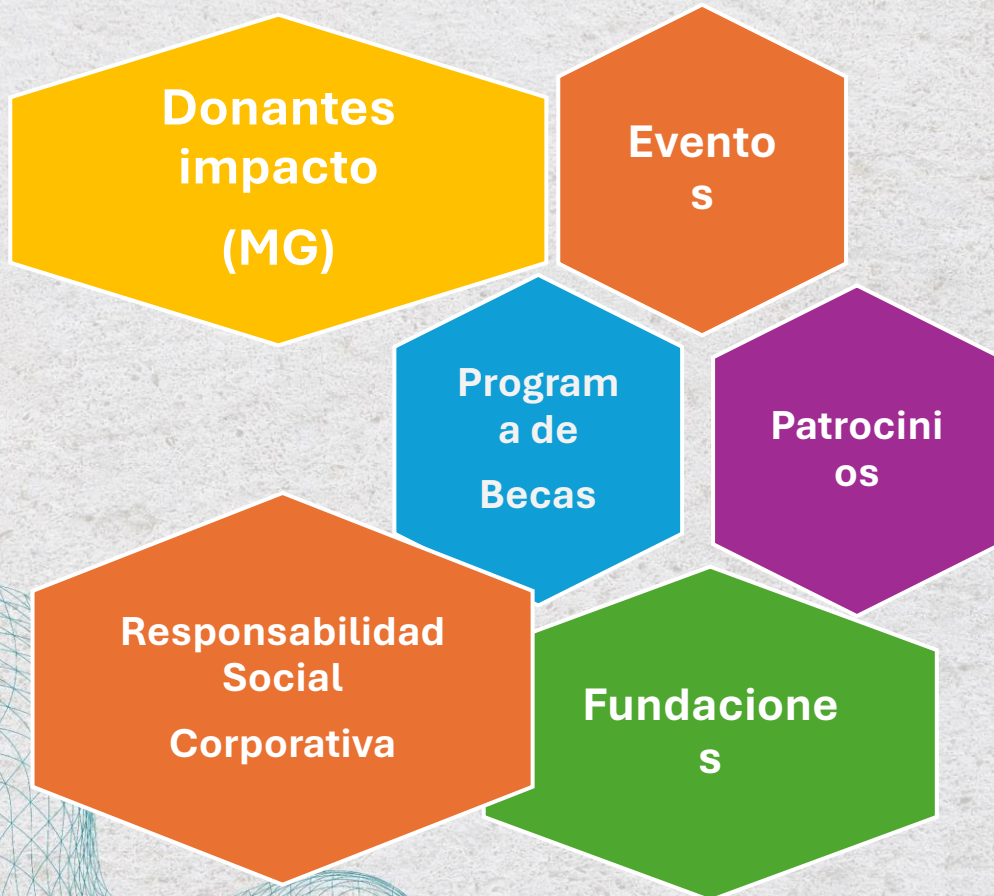 Donantes
impacto
(MG)
Evento
s
Program
a de
Becas
Patrocini
os
Responsabilidad
Social
Corporativa
Fundacione
s